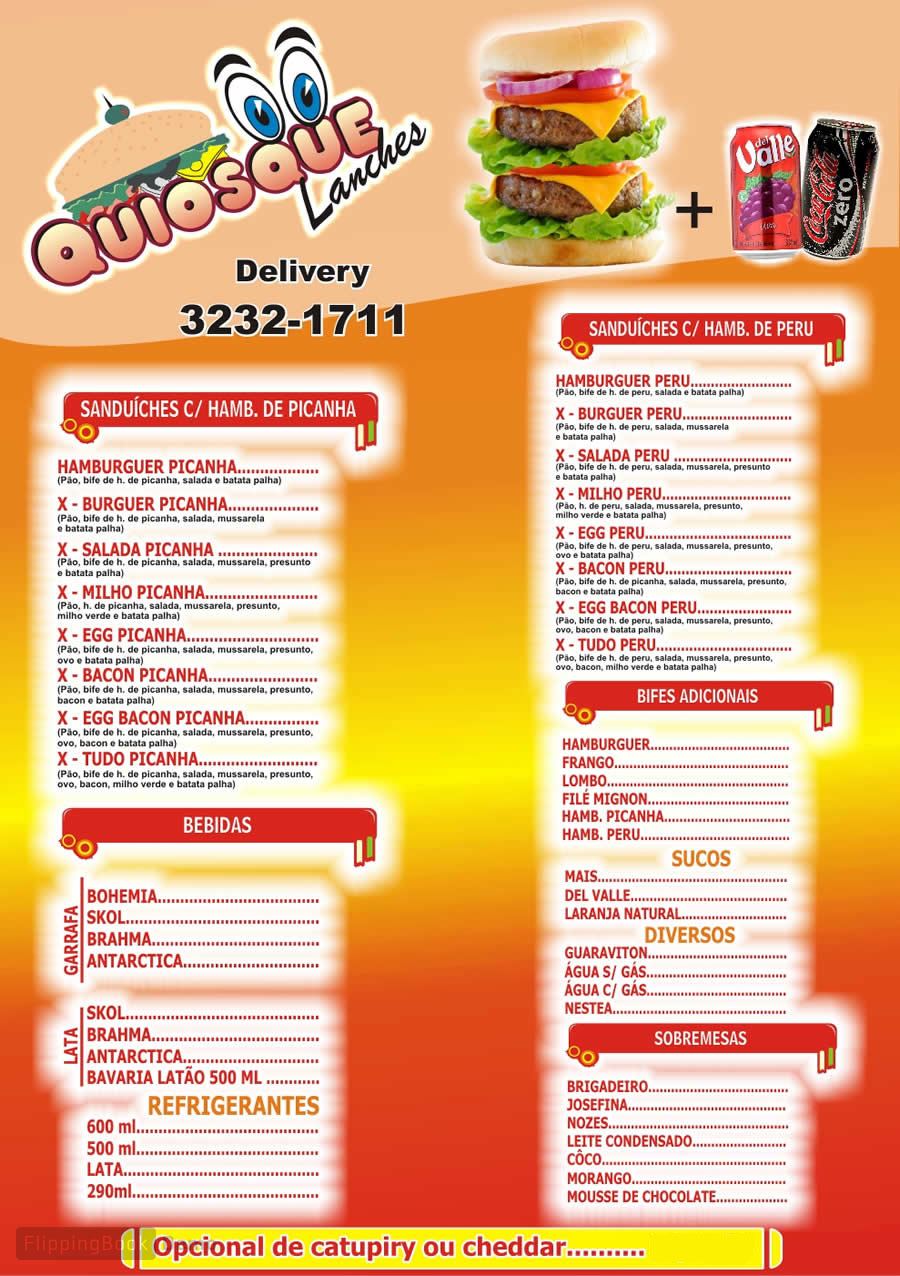 QUIOSQUE
Lanches
Delivery
3232-1711
del Valle
Uva
Coca-Cola
zero
SANDUÍCHES C/ HAMB. DE PICANHA
HAMBURGUER PICANHA..................
(Pão, bife de h. de picanha, salada e batata palha)
X - BURGUER PICANHA....................
(Pão, bife de h. de picanha, salada, mussarela
e batata palha)
X - SALADA PICANHA ......................
(Pão, bife de h. de picanha, salada, mussarela, presunto
e batata palha)
X - MILHO PICANHA.........................
(Pão, h. de picanha, salada, mussarela, presunto,
milho verde e batata palha)
X - EGG PICANHA.............................
(Pão, bife de h. de picanha, salada, mussarela, presunto,
ovo e batata palha)
X - BACON PICANHA........................
(Pão, bife de h. de picanha, salada, mussarela, presunto,
bacon e batata palha)
X - EGG BACON PICANHA................
(Pão, bife de h. de picanha, salada, mussarela, presunto,
ovo, bacon e batata palha)
X - TUDO PICANHA..........................
(Pão, bife de h. de picanha, salada, mussarela, presunto,
ovo, bacon, milho verde e batata palha)
BEBIDAS
GARRAFA
BOHEMIA....................................
SKOL...........................................
BRAHMA.....................................
ANTARCTICA..............................
LATA
SKOL...........................................
BRAHMA.....................................
ANTARCTICA..............................
BAVARIA LATÃO 500 ML ............
REFRIGERANTES
600 ml........................................
500 ml........................................
LATA...........................................
290ml.........................................
SANDUÍCHES C/ HAMB. DE PERU
HAMBURGUER PERU.........................
(Pão, bife de h. de peru, salada e batata palha)
X - BURGUER PERU...........................
(Pão, bife de h. de peru, salada, mussarela
e batata palha)
X - SALADA PERU .............................
(Pão, bife de h. de peru, salada, mussarela, presunto
e batata palha)
X - MILHO PERU................................
(Pão, h. de peru, salada, mussarela, presunto,
milho verde e batata palha)
X - EGG PERU....................................
(Pão, bife de h. de peru, salada, mussarela, presunto,
ovo e batata palha)
X - BACON PERU...............................
(Pão, bife de h. de picanha, salada, mussarela, presunto,
bacon e batata palha)
X - EGG BACON PERU.......................
(Pão, bife de h. de peru, salada, mussarela, presunto,
ovo, bacon e batata palha)
X - TUDO PERU.................................
(Pão, bife de h. de peru, salada, mussarela, presunto,
ovo, bacon, milho verde e batata palha)
BIFES ADICIONAIS
HAMBURGUER...................................
FRANGO............................................
LOMBO..............................................
FILÉ MIGNON....................................
HAMB. PICANHA................................
HAMB. PERU......................................
SUCOS
MAIS................................................
DEL VALLE........................................
LARANJA NATURAL...........................
DIVERSOS
GUARAVITON...................................
ÁGUA S/ GÁS...................................
ÁGUA C/ GÁS...................................
NESTEA............................................
SOBREMESAS
BRIGADEIRO...................................
JOSEFINA........................................
NOZES.............................................
LEITE CONDENSADO........................
CÔCO...............................................
MORANGO.......................................
MOUSSE DE CHOCOLATE..................
Opcional de catupiry ou cheddar..........
FlippingBook